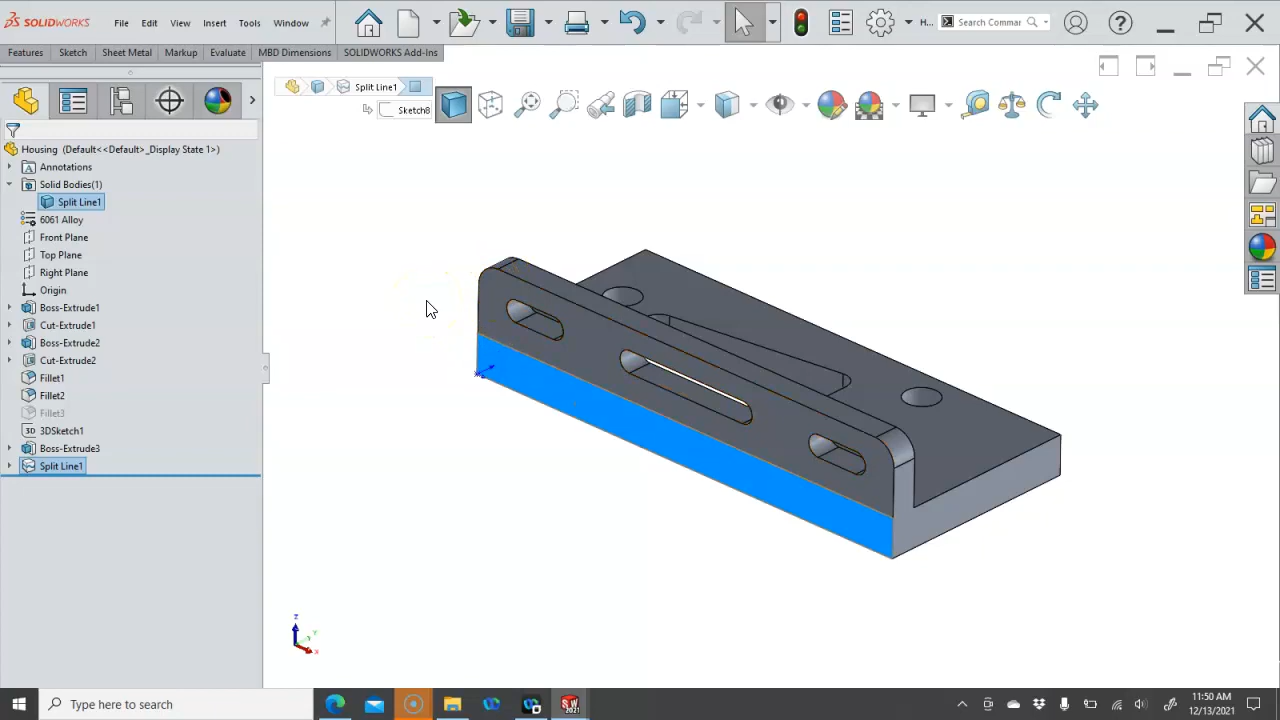 SOLIDWORKS File Edit View Insert Tools Window H... Search Commar
Features Sketch Sheet Metal Markup Evaluate MBD Dimensions SOLIDWORKS Add-Ins
Split Line1
Sketch8
Housing (Default<<Default>_Display State 1>)
Annotations
Solid Bodies(1)
Split Line1
6061 Alloy
Front Plane
Top Plane
Right Plane
Origin
Boss-Extrude1
Cut-Extrude1
Boss-Extrude2
Cut-Extrude2
Fillet1
Fillet2
Fillet3
3D 3DSketch1
Boss-Extrude3
Split Line1
Z
Y
X
Type here to search
SW
2021
11:50 AM
12/13/2021